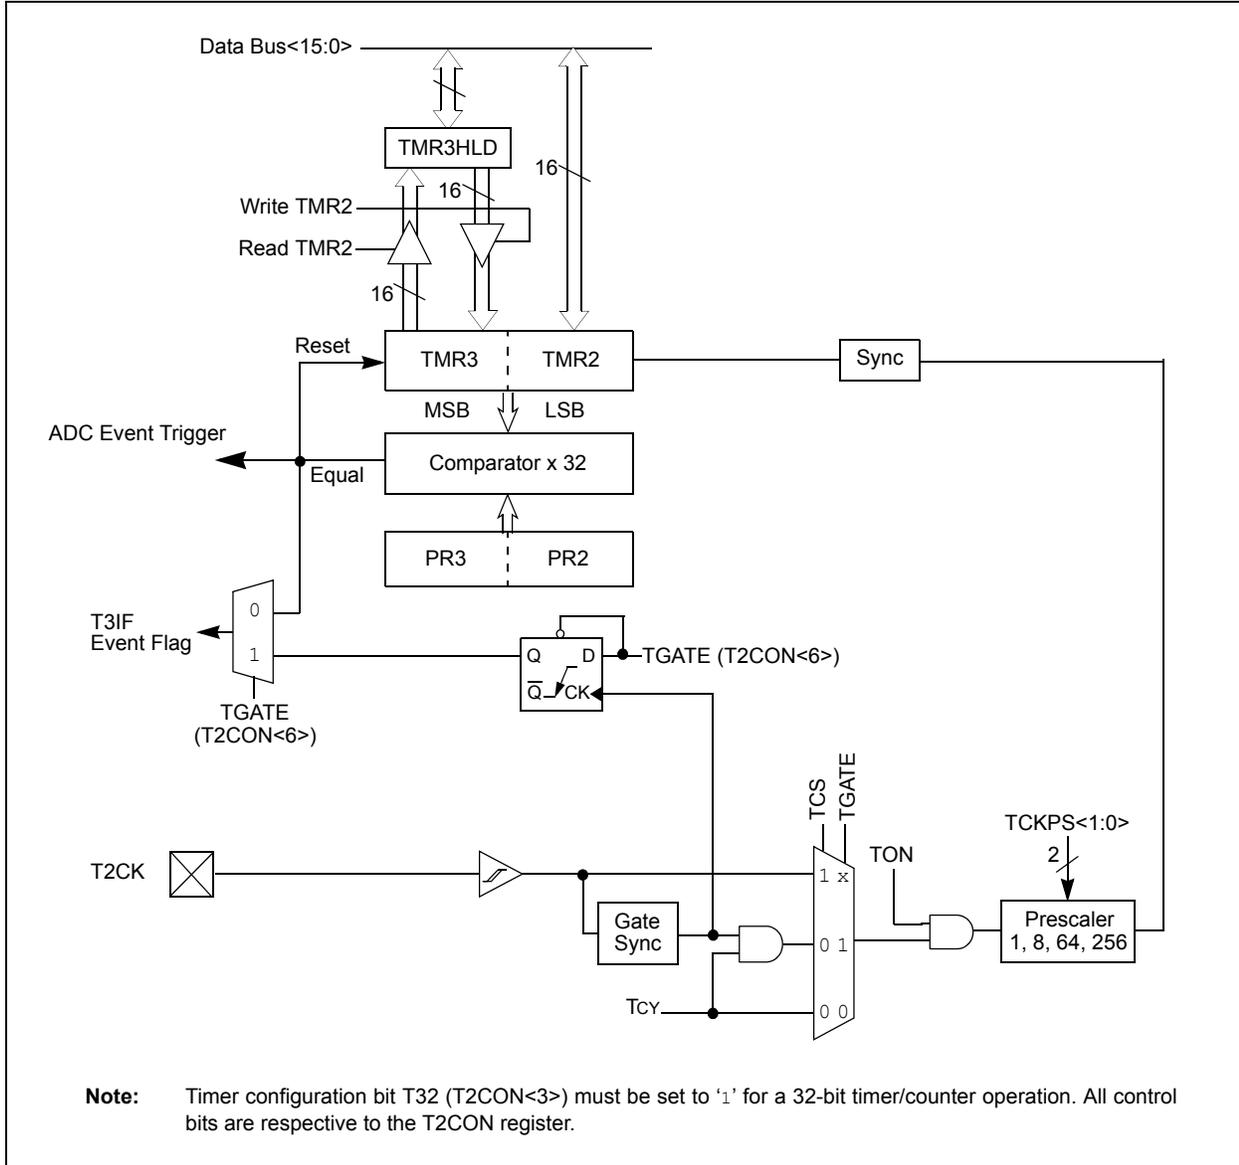 Data Bus<15:0>
TMR3HLD
16
16
Write TMR2
Read TMR2
16
Reset
TMR3
TMR2
Sync
MSB
LSB
ADC Event Trigger
Equal
Comparator x 32
PR3
PR2
0
T3IF
Event Flag
1
Q
D
TGATE (T2CON<6>)
Q̅
CK
TGATE
(T2CON<6>)
TCS
TGATE
TCKPS<1:0>
2
TON
T2CK
1 x
Gate
Sync
Prescaler
1, 8, 64, 256
0 1
TCY
0 0
Note: Timer configuration bit T32 (T2CON<3>) must be set to ‘1’ for a 32-bit timer/counter operation. All control
bits are respective to the T2CON register.